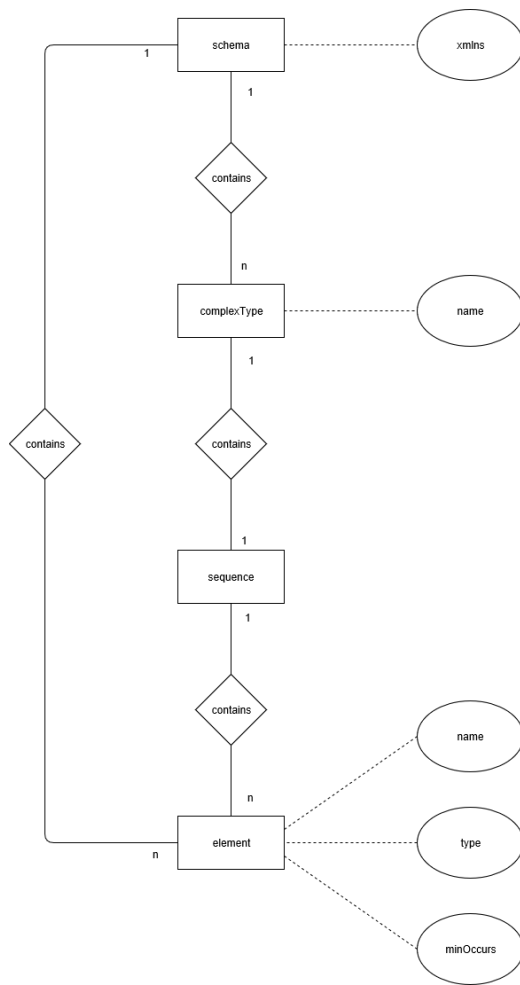 schema
xmlns
1
1
contains
n
complexType
name
1
contains
contains
1
sequence
1
contains
name
n
element
type
n
minOccurs